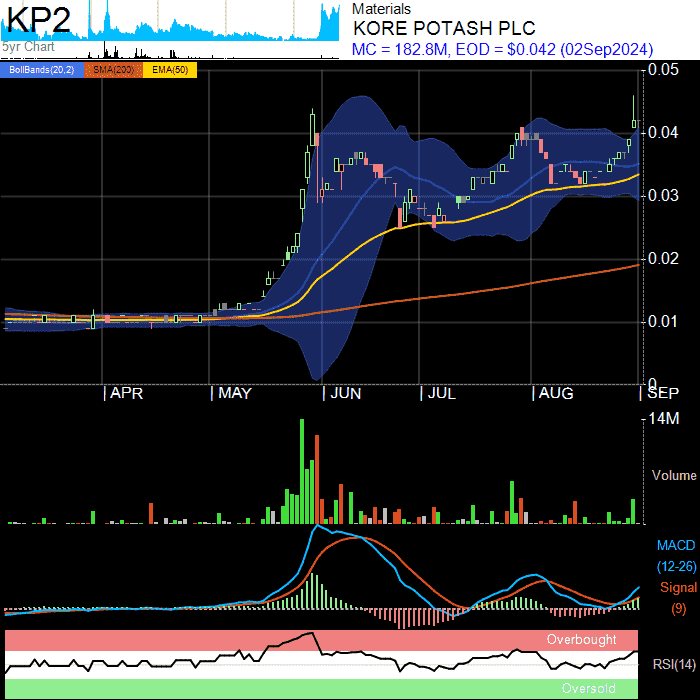 KP2
5yr Chart
Materials
KORE POTASH PLC
MC = 182.8M, EOD = $0.042 (02Sep2024)
BollBands(20,2) SMA(200) EMA(50)
0.05
0.04
0.03
0.02
0.01
0
APR MAY JUN JUL AUG SEP
14M
Volume
MACD
(12-26)
Signal
(9)
Overbought
RSI(14)
Oversold